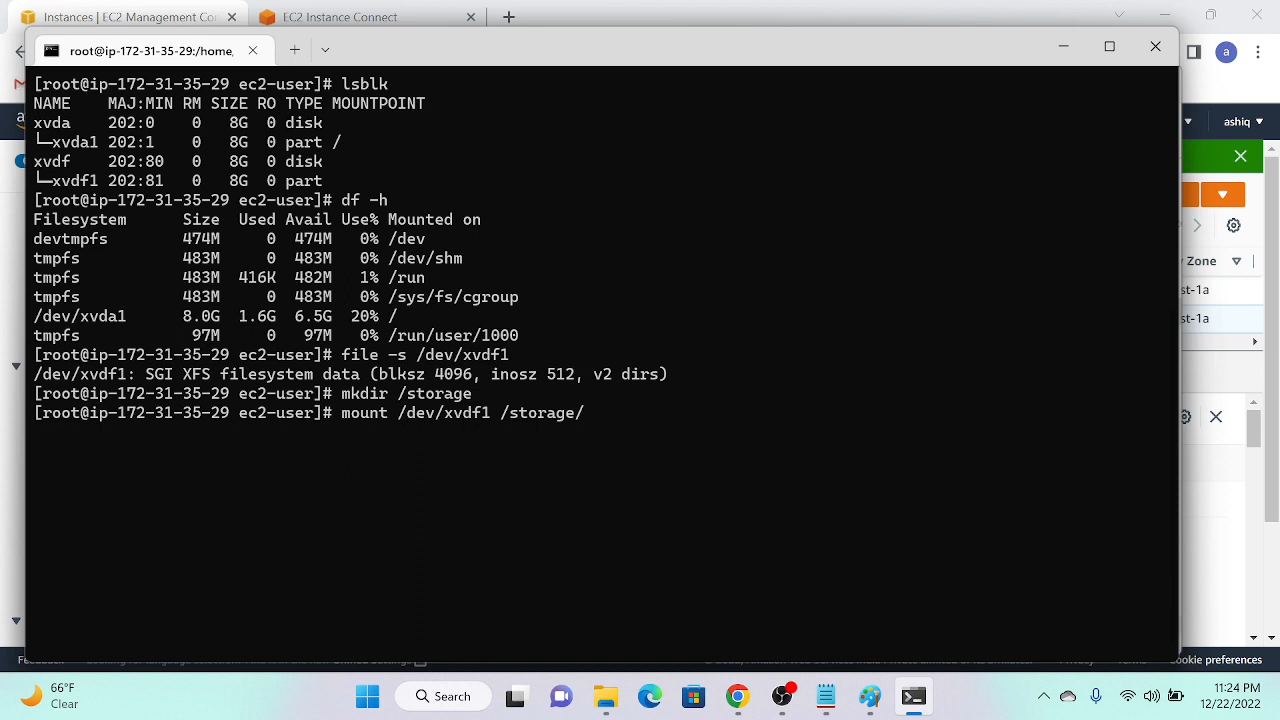 Instances | EC2 Management Co
EC2 Instance Connect
root@ip-172-31-35-29:/home,
a
ashiq
[root@ip-172-31-35-29 ec2-user]# lsblk
NAME MAJ:MIN RM SIZE RO TYPE MOUNTPOINT
xvda 202:0 0 8G 0 disk
└─xvda1 202:1 0 8G 0 part /
xvdf 202:80 0 8G 0 disk
└─xvdf1 202:81 0 8G 0 part
[root@ip-172-31-35-29 ec2-user]# df -h
Filesystem Size Used Avail Use% Mounted on
devtmpfs 474M 0 474M 0% /dev
tmpfs 483M 0 483M 0% /dev/shm
tmpfs 483M 416K 482M 1% /run
tmpfs 483M 0 483M 0% /sys/fs/cgroup
/dev/xvda1 8.0G 1.6G 6.5G 20% /
tmpfs 97M 0 97M 0% /run/user/1000
[root@ip-172-31-35-29 ec2-user]# file -s /dev/xvdf1
/dev/xvdf1: SGI XFS filesystem data (blksz 4096, inosz 512, v2 dirs)
[root@ip-172-31-35-29 ec2-user]# mkdir /storage
[root@ip-172-31-35-29 ec2-user]# mount /dev/xvdf1 /storage/
Zone
st-1a
st-1a
Cookie preferences
66°F
Clear
Search
11:24 PM
12/22/2022